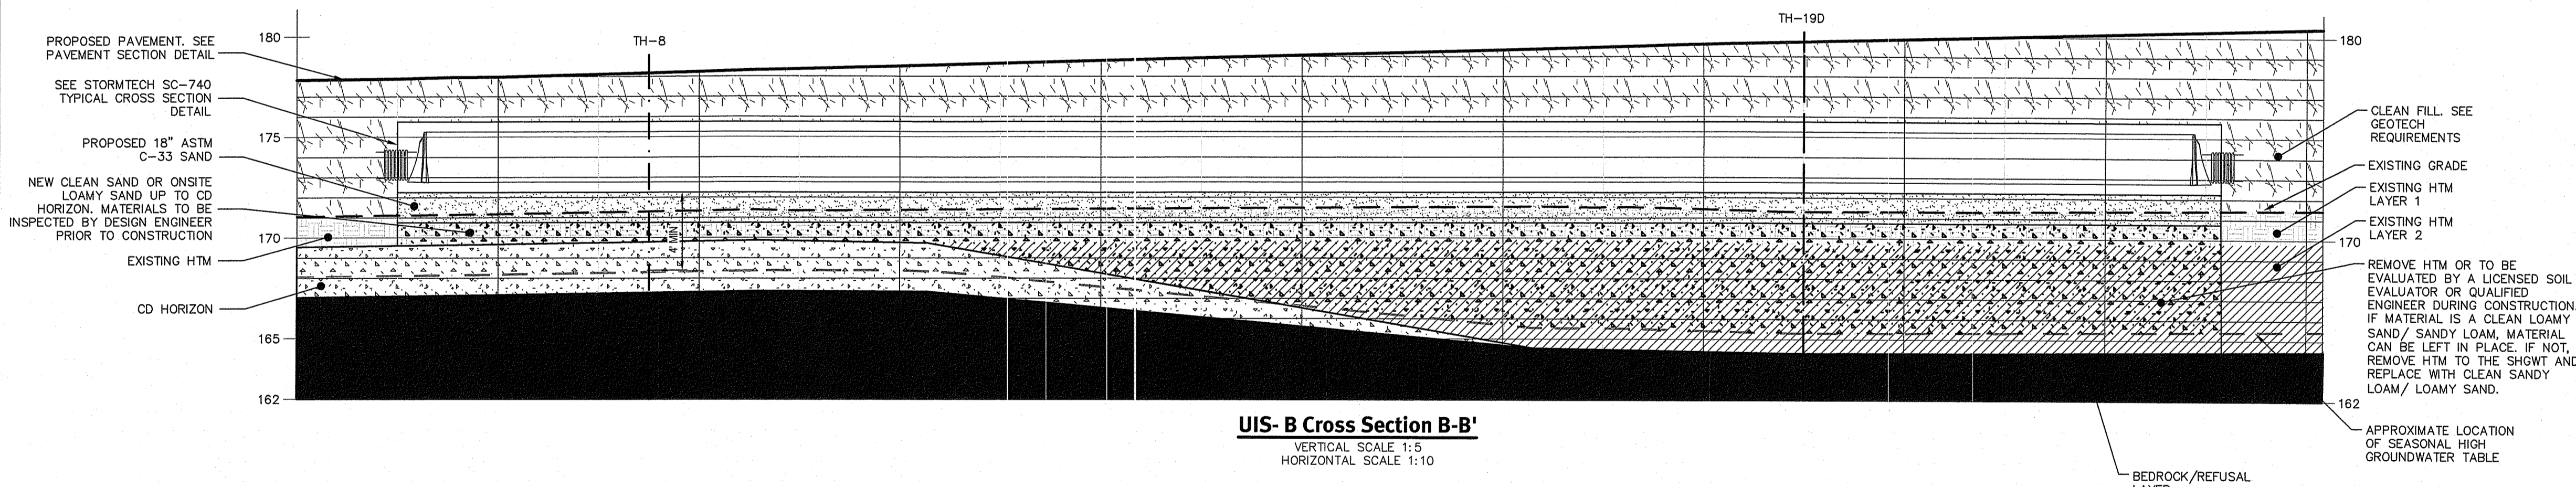 TH-19D
TH-8
180
180
PROPOSED PAVEMENT. SEE
PAVEMENT SECTION DETAIL
SEE STORMTECH SC-740
TYPICAL CROSS SECTION
DETAIL
175
PROPOSED 18" ASTM
C-33 SAND
NEW CLEAN SAND OR ONSITE
LOAMY SAND UP TO CD
HORIZON. MATERIALS TO BE
INSPECTED BY DESIGN ENGINEER
PRIOR TO CONSTRUCTION
170
EXISTING HTM
CD HORIZON
165
162
4' MIN
CLEAN FILL. SEE
GEOTECH
REQUIREMENTS
EXISTING GRADE
EXISTING HTM
LAYER 1
EXISTING HTM
LAYER 2
170
REMOVE HTM OR TO BE
EVALUATED BY A LICENSED SOIL
EVALUATOR OR QUALIFIED
ENGINEER DURING CONSTRUCTION.
IF MATERIAL IS A CLEAN LOAMY
SAND/ SANDY LOAM, MATERIAL
CAN BE LEFT IN PLACE. IF NOT,
REMOVE HTM TO THE SHGWT AND
REPLACE WITH CLEAN SANDY
LOAM/ LOAMY SAND.
162
APPROXIMATE LOCATION
OF SEASONAL HIGH
GROUNDWATER TABLE
BEDROCK/REFUSAL
UIS- B Cross Section B-B'
VERTICAL SCALE 1:5
HORIZONTAL SCALE 1:10